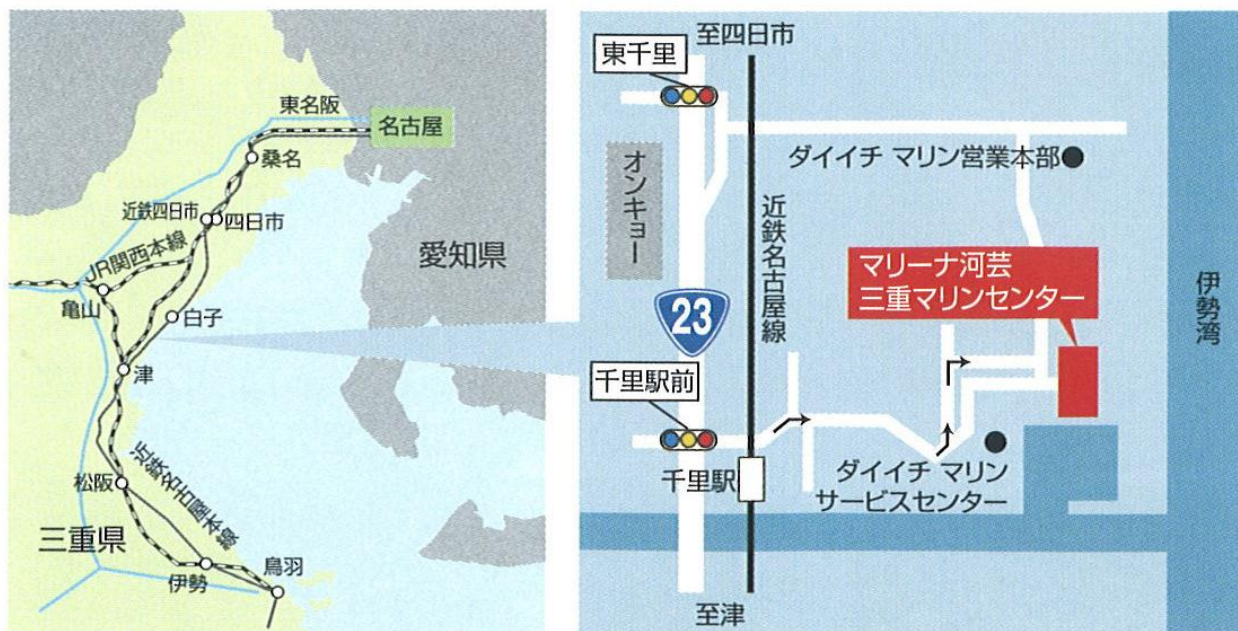 東名阪
名古屋
桑名
近鉄四日市
四日市
JR関西本線
愛知県
亀山
白子
津
松阪
近鉄名古屋本線
三重県
伊勢
鳥羽
至四日市
東千里
オンキョー
ダイイチ マリン営業本部
近鉄名古屋線
マリーナ河芸
三重マリンセンター
伊勢湾
23
千里駅前
千里駅
ダイイチ マリン
サービスセンター
至津